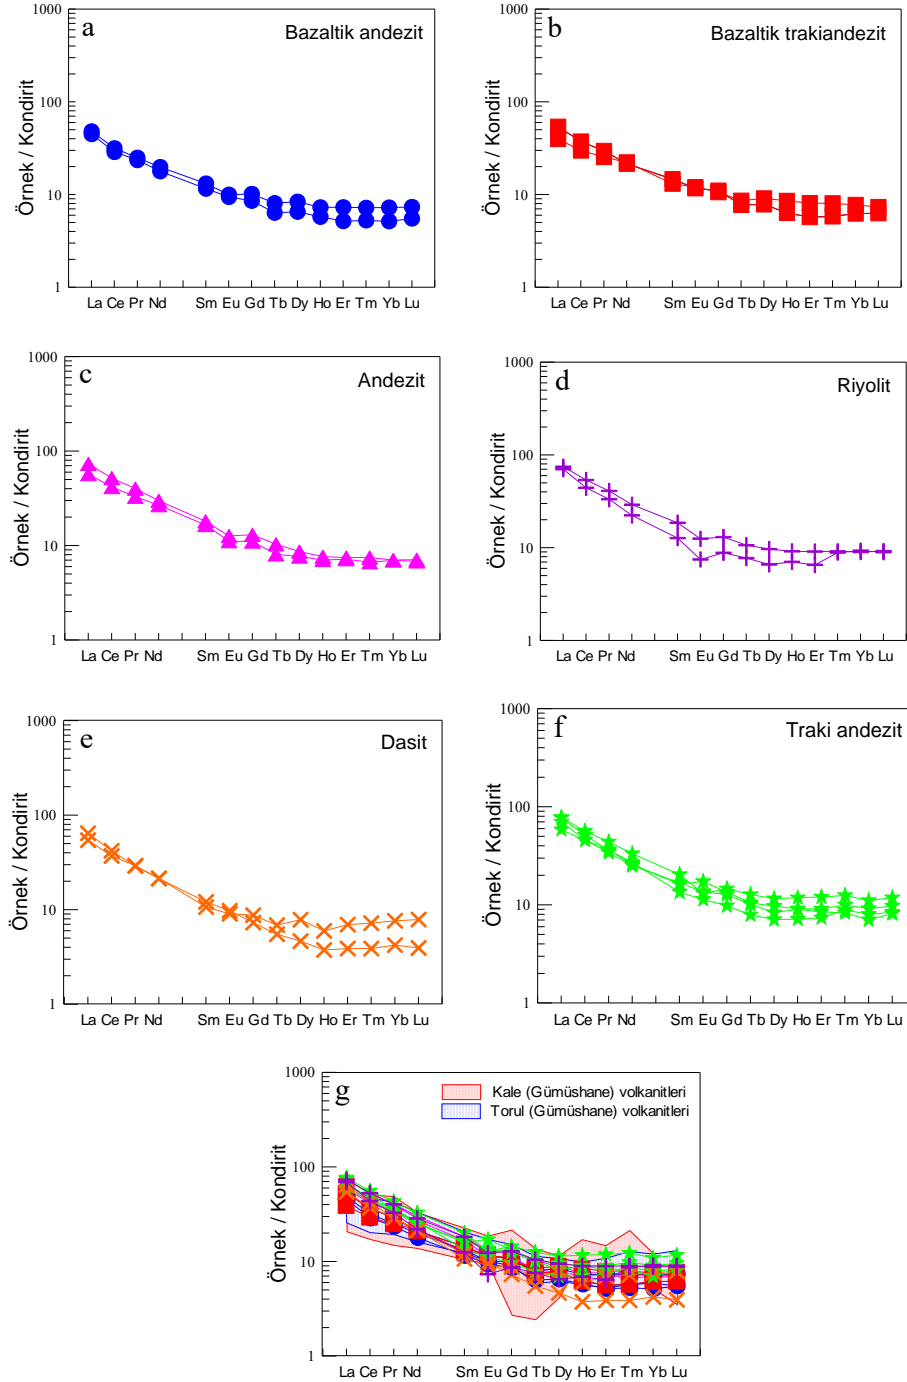 a
Bazaltik andezit
1000
100
10
1
Örnek / Kondirit
La Ce Pr Nd Sm Eu Gd Tb Dy Ho Er Tm Yb Lu
b
Bazaltik trakiandezit
1000
100
10
1
Örnek / Kondirit
La Ce Pr Nd Sm Eu Gd Tb Dy Ho Er Tm Yb Lu
c
Andezit
1000
100
10
1
Örnek / Kondirit
La Ce Pr Nd Sm Eu Gd Tb Dy Ho Er Tm Yb Lu
d
Riyolit
1000
100
10
1
Örnek / Kondirit
La Ce Pr Nd Sm Eu Gd Tb Dy Ho Er Tm Yb Lu
e
Dasit
1000
100
10
1
Örnek / Kondirit
La Ce Pr Nd Sm Eu Gd Tb Dy Ho Er Tm Yb Lu
f
Traki andezit
1000
100
10
1
Örnek / Kondirit
La Ce Pr Nd Sm Eu Gd Tb Dy Ho Er Tm Yb Lu
g
Kale (Gümüshane) volkanitleri
Torul (Gümüshane) volkanitleri
1000
100
10
1
Örnek / Kondirit
La Ce Pr Nd Sm Eu Gd Tb Dy Ho Er Tm Yb Lu